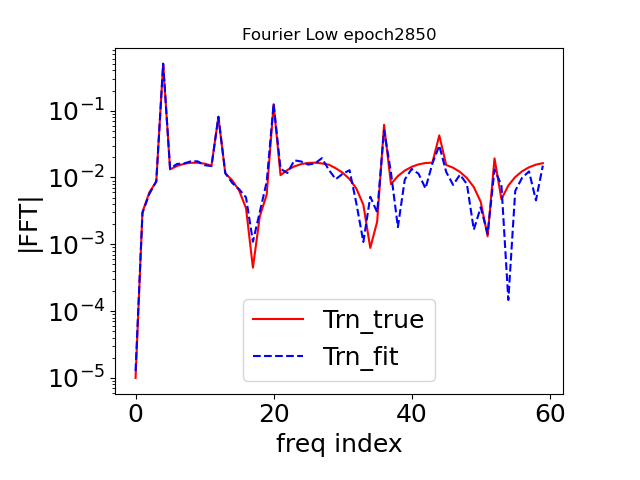 Fourier Low epoch2850
|FFT|
10⁻¹
10⁻²
10⁻³
10⁻⁴
10⁻⁵
Trn_true
Trn_fit
0 20 40 60
freq index